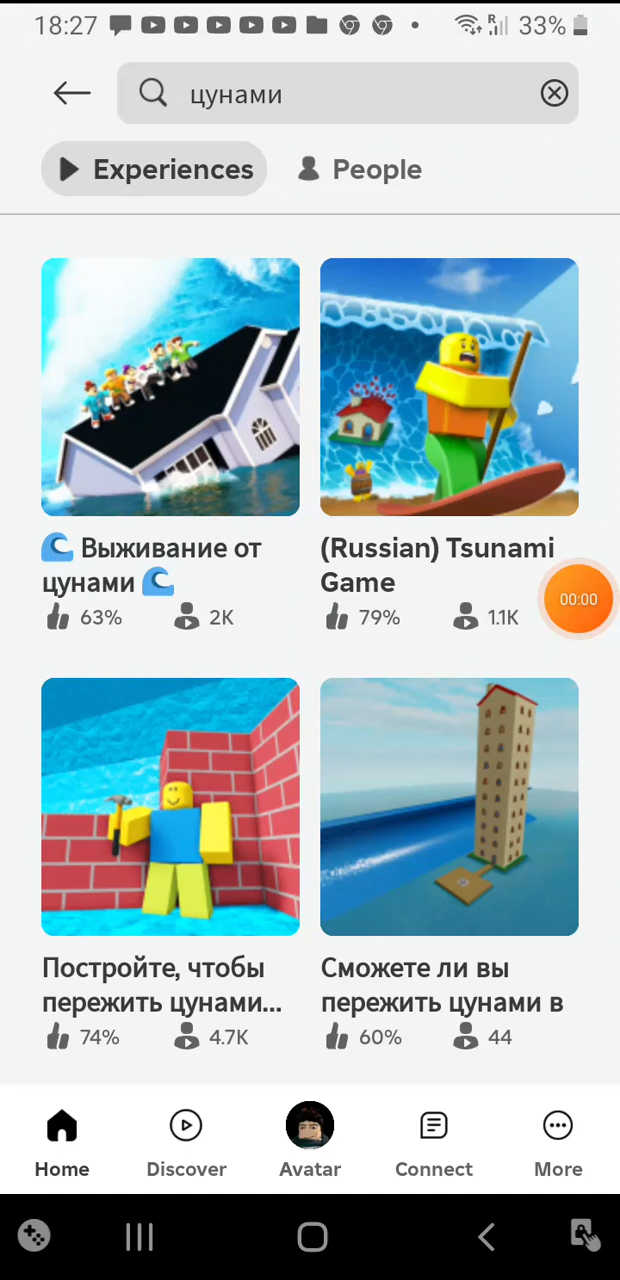 18:27
R
33%
цунами
Experiences
People
Выживание от
цунами
63%
2K
(Russian) Tsunami
Game
79%
1.1K
00:00
Постройте, чтобы
пережить цунами...
74%
4.7K
Сможете ли вы
пережить цунами в
60%
44
Home
Discover
Avatar
Connect
More